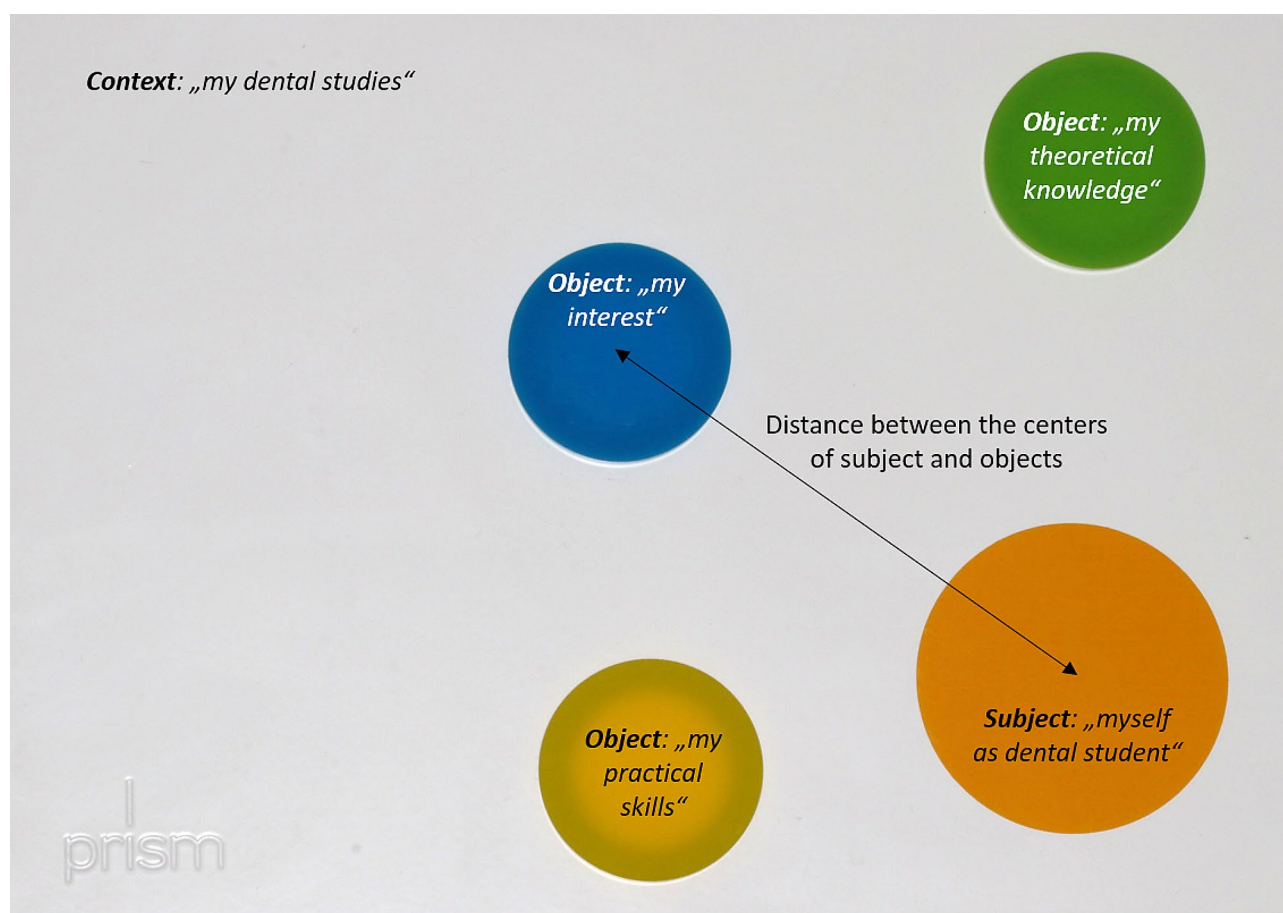 Context: „my dental studies“
Object: „my
theoretical
knowledge“
Object: „my
interest“
Distance between the centers
of subject and objects
Subject: „myself
as dental student“
Object: „my
practical
skills“
prism